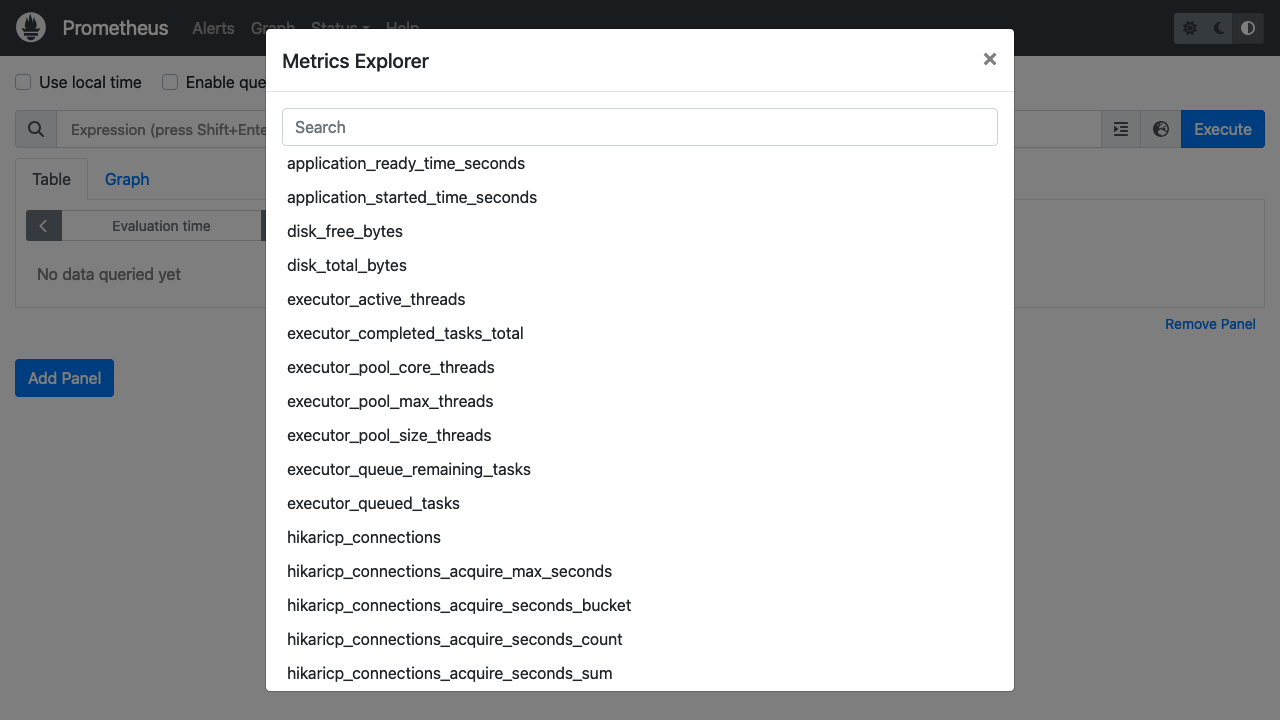 Prometheus Alerts Graph Status Help
Metrics Explorer ×
Use local time Enable que
Search
Expression (press Shift+Ente
Execute
application_ready_time_seconds
Table Graph
application_started_time_seconds
Evaluation time
disk_free_bytes
No data queried yet
disk_total_bytes
executor_active_threads
Remove Panel
executor_completed_tasks_total
executor_pool_core_threads
Add Panel
executor_pool_max_threads
executor_pool_size_threads
executor_queue_remaining_tasks
executor_queued_tasks
hikaricp_connections
hikaricp_connections_acquire_max_seconds
hikaricp_connections_acquire_seconds_bucket
hikaricp_connections_acquire_seconds_count
hikaricp_connections_acquire_seconds_sum